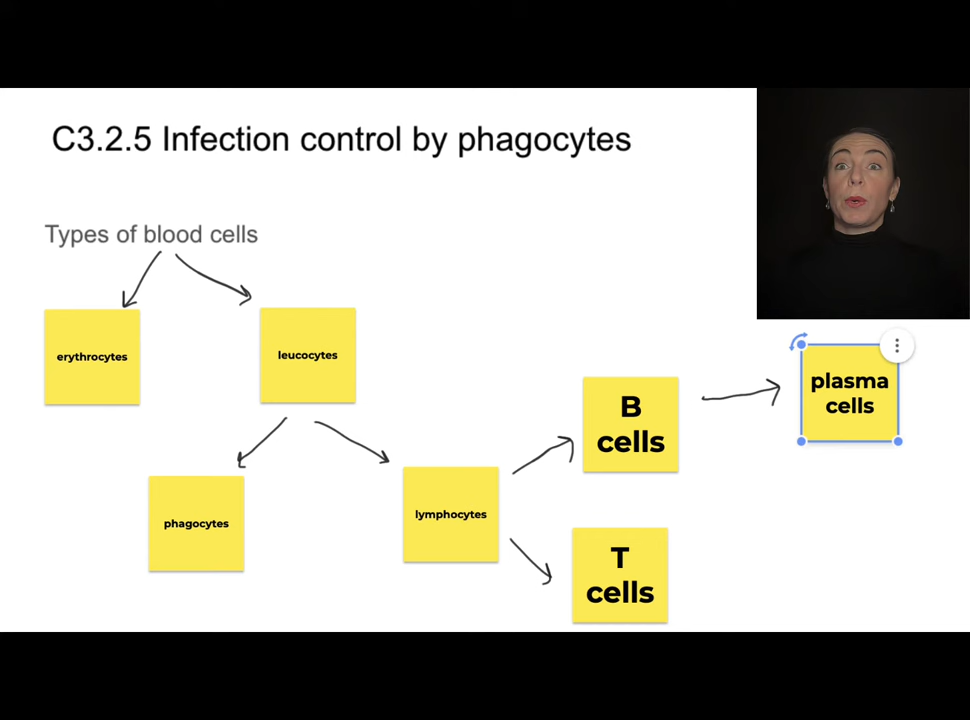 C3.2.5 Infection control by phagocytes
Types of blood cells
erythrocytes
leucocytes
phagocytes
lymphocytes
B
cells
T
cells
plasma
cells